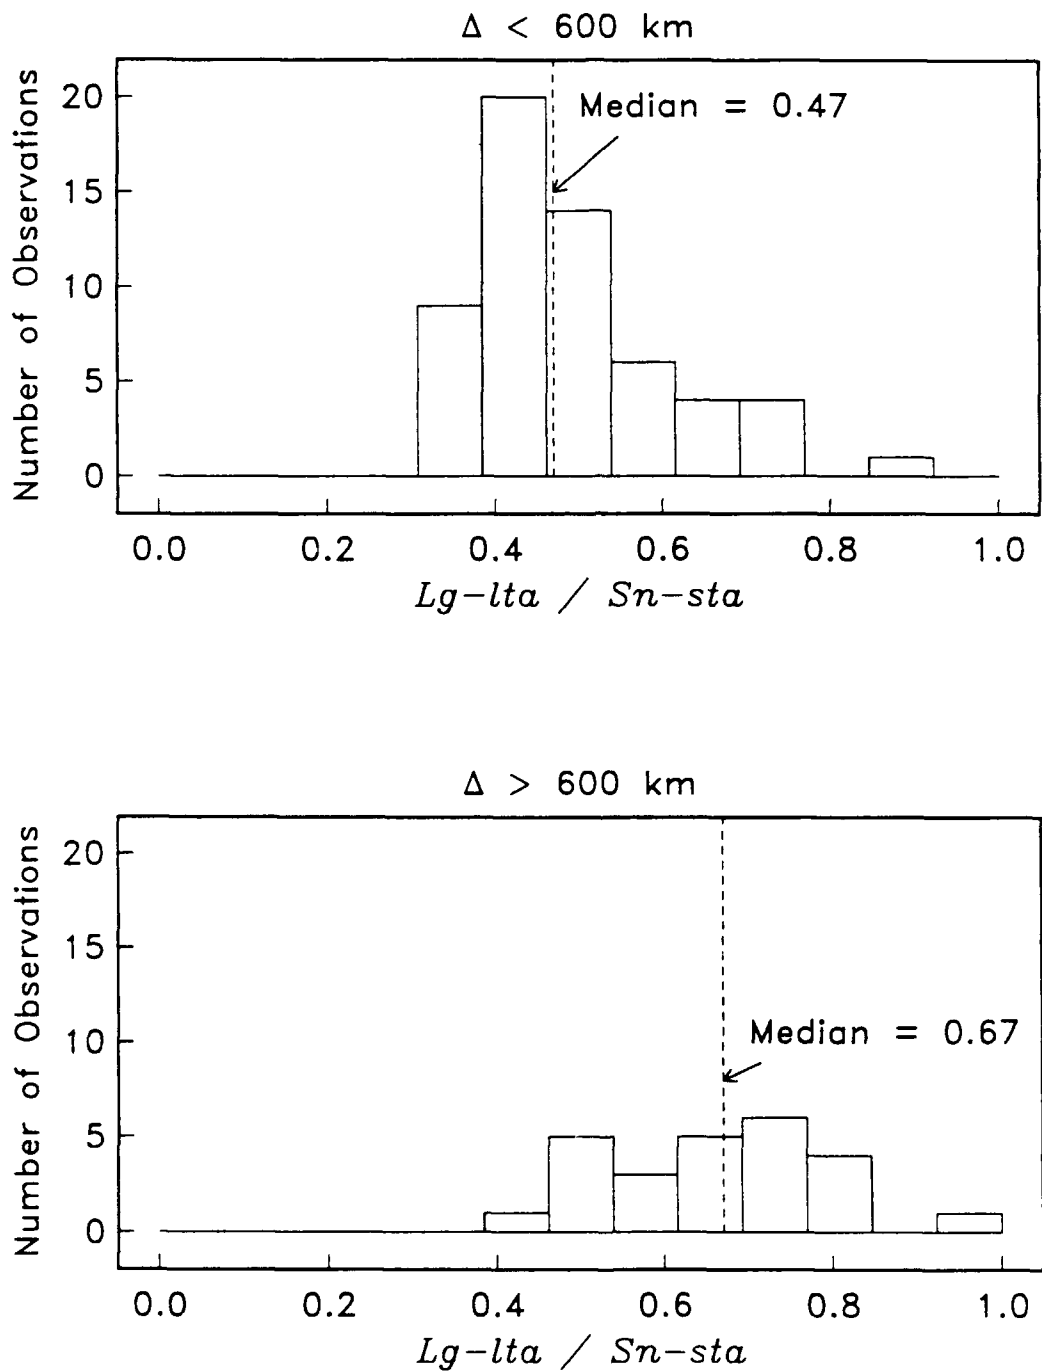 Δ < 600 km
Number of Observations
20
15
10
5
0
Median = 0.47
0.0 0.2 0.4 0.6 0.8 1.0
Lg-lta / Sn-sta
Δ > 600 km
Number of Observations
20
15
10
5
0
Median = 0.67
0.0 0.2 0.4 0.6 0.8 1.0
Lg-lta / Sn-sta